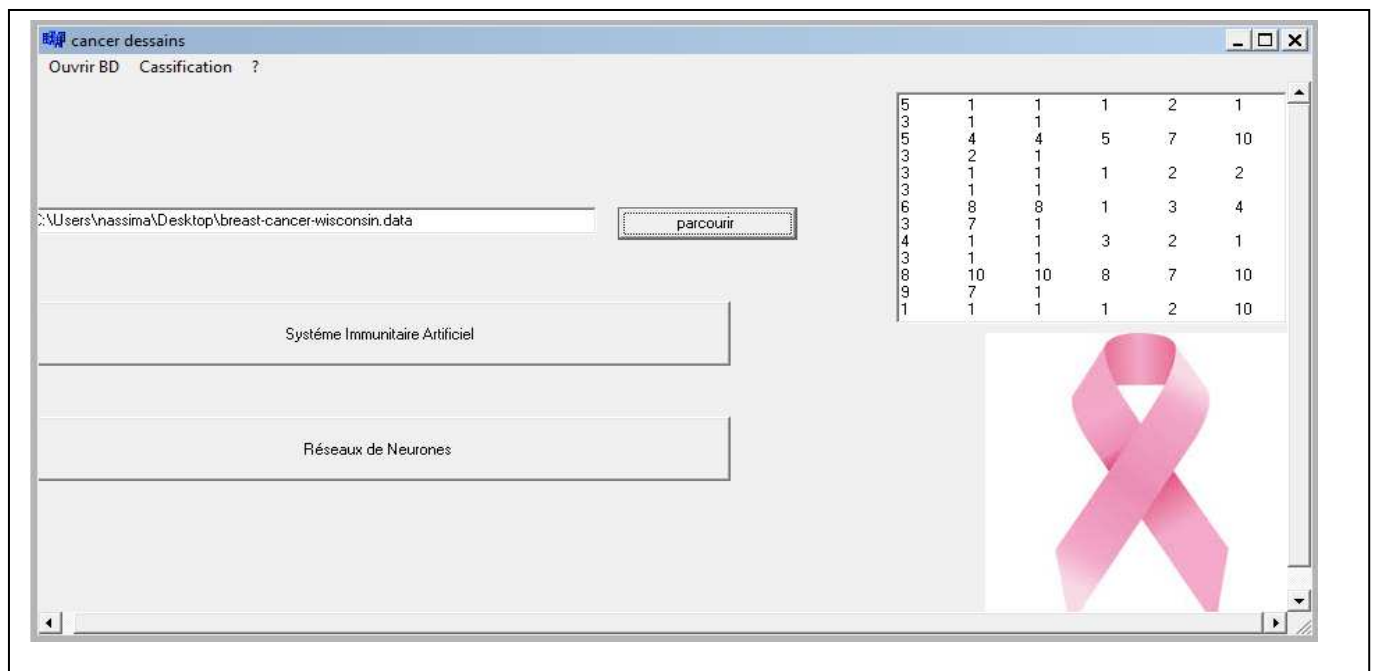 cancer dessains
Ouvrir BD Cassification ?
5 1 1 1 2 1
3 1 1
5 4 4 5 7 10
3 2 1
3 1 1 1 2 2
3 1 1
6 8 8 1 3 4
3 7 1
4 1 1 3 2 1
3 1 1
8 10 10 8 7 10
9 7 1
1 1 1 1 2 10
:\Users\nassima\Desktop\breast-cancer-wisconsin.data
parcourir
Systéme Immunitaire Artificiel
Réseaux de Neurones